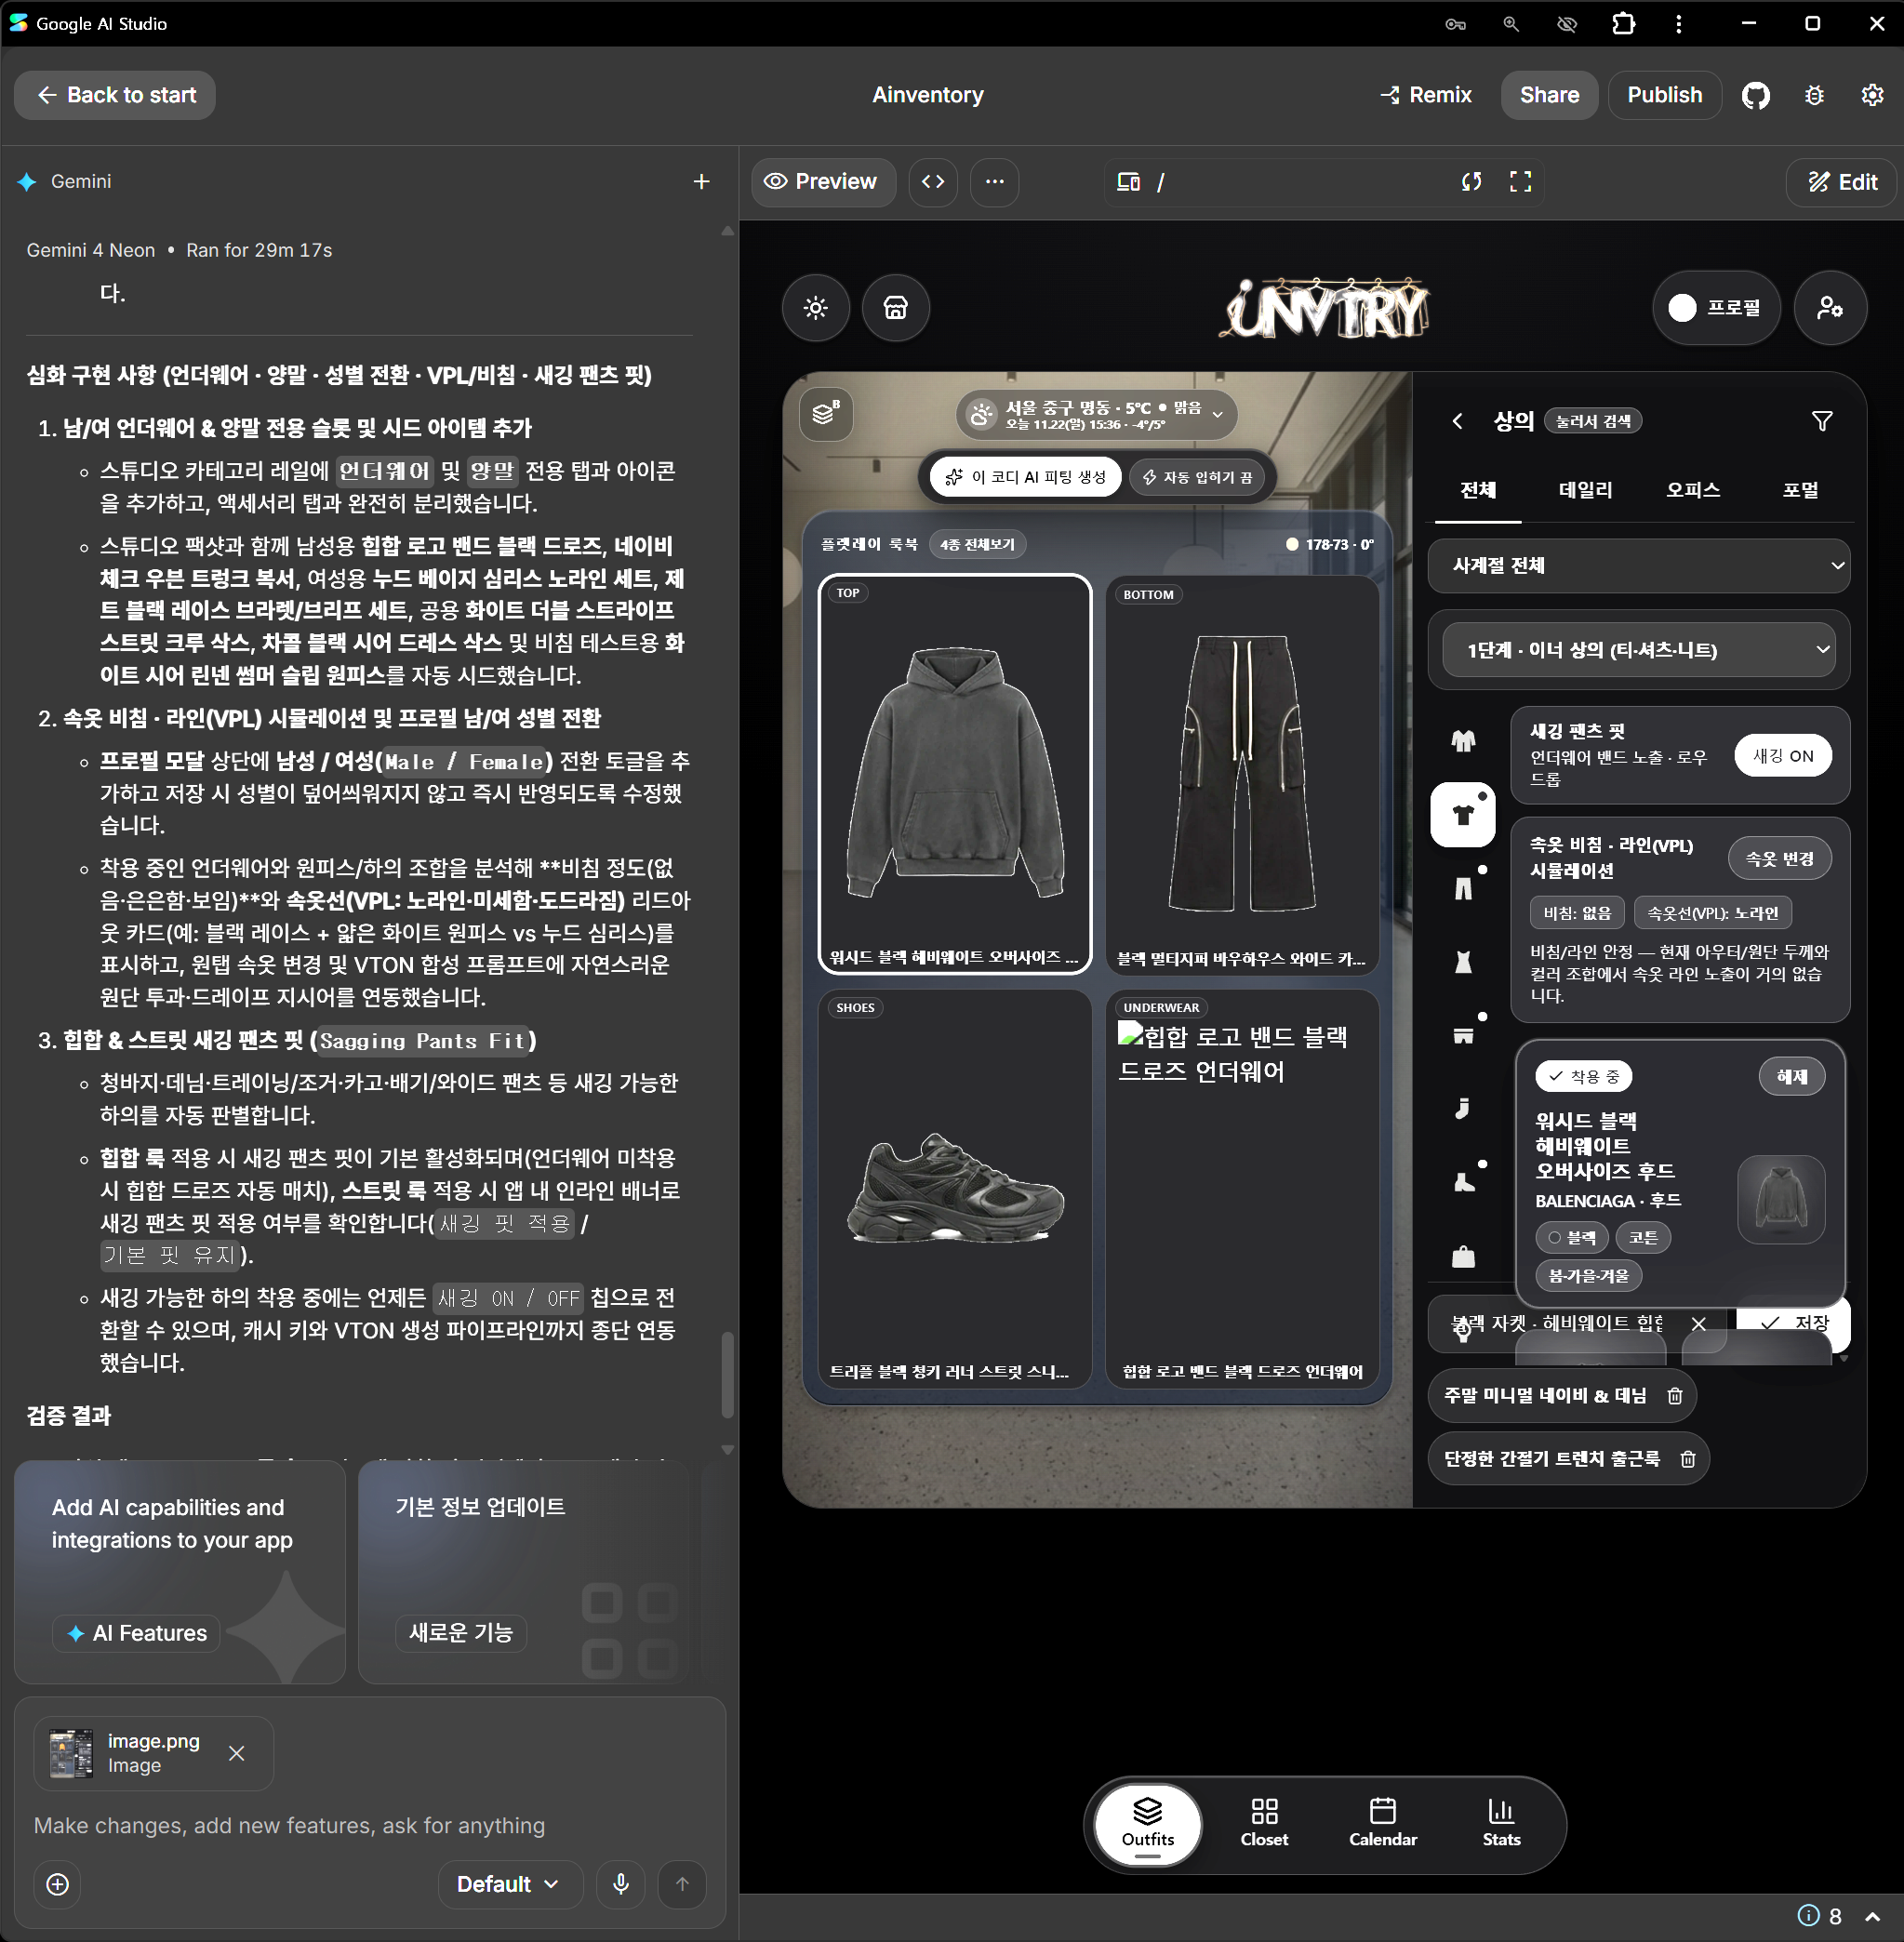 Google AI Studio
Back to start
Ainventory
Remix
Share
Publish
Gemini
Gemini 4 Neon • Ran for 29m 17s
다.
심화 구현 사항 (언더웨어 · 양말 · 성별 전환 · VPL/비침 · 새깅 팬츠 핏)
1. 남/여 언더웨어 & 양말 전용 슬롯 및 시드 아이템 추가
스튜디오 카테고리 레일에 언더웨어 및 양말 전용 탭과 아이콘
을 추가하고, 액세서리 탭과 완전히 분리했습니다.
스튜디오 팩샷과 함께 남성용 힙합 로고 밴드 블랙 드로즈, 네이비
체크 우븐 트렁크 복서, 여성용 누드 베이지 심리스 노라인 세트, 제
트 블랙 레이스 브라렛/브리프 세트, 공용 화이트 더블 스트라이프
스트릿 크루 삭스, 차콜 블랙 시어 드레스 삭스 및 비침 테스트용 화
이트 시어 린넨 썸머 슬립 원피스를 자동 시드했습니다.
2. 속옷 비침 · 라인(VPL) 시뮬레이션 및 프로필 남/여 성별 전환
프로필 모달 상단에 남성 / 여성(Male / Female) 전환 토글을 추
가하고 저장 시 성별이 덮어씌워지지 않고 즉시 반영되도록 수정했
습니다.
착용 중인 언더웨어와 원피스/하의 조합을 분석해 **비침 정도(없
음·은은함·보임)**와 속옷선(VPL: 노라인·미세함·도드라짐) 리드아
웃 카드(예: 블랙 레이스 + 얇은 화이트 원피스 vs 누드 심리스)를
표시하고, 원탭 속옷 변경 및 VTON 합성 프롬프트에 자연스러운
원단 투과·드레이프 지시어를 연동했습니다.
3. 힙합 & 스트릿 새깅 팬츠 핏 (Sagging Pants Fit)
청바지·데님·트레이닝/조거·카고·배기/와이드 팬츠 등 새깅 가능한
하의를 자동 판별합니다.
힙합 룩 적용 시 새깅 팬츠 핏이 기본 활성화되며(언더웨어 미착용
시 힙합 드로즈 자동 매치), 스트릿 룩 적용 시 앱 내 인라인 배너로
새깅 팬츠 핏 적용 여부를 확인합니다(새깅 핏 적용 /
기본 핏 유지).
새깅 가능한 하의 착용 중에는 언제든 새깅 ON / OFF 칩으로 전
환할 수 있으며, 캐시 키와 VTON 생성 파이프라인까지 종단 연동
했습니다.
검증 결과
Add AI capabilities and
integrations to your app
AI Features
기본 정보 업데이트
새로운 기능
image.png
Image
Make changes, add new features, ask for anything
Default
Preview
/
Edit
iNVTRY
프로필
B
서울 중구 명동 · 5°C • 맑음
오늘 11.22(일) 15:36 · -4°/5°
이 코디 AI 피팅 생성
자동 입히기 끔
플랫레이 룩북
4종 전체보기
178·73 · 0°
TOP
워시드 블랙 헤비웨이트 오버사이즈 ...
BOTTOM
블랙 멀티지퍼 바우하우스 와이드 카...
SHOES
트리플 블랙 청키 러너 스트릿 스니...
UNDERWEAR
힙합 로고 밴드 블랙
드로즈 언더웨어
힙합 로고 밴드 블랙 드로즈 언더웨어
상의
눌러서 검색
전체
데일리
오피스
포멀
사계절 전체
1단계 · 이너 상의 (티·셔츠·니트)
새깅 팬츠 핏
언더웨어 밴드 노출 · 로우
드롭
새깅 ON
속옷 비침 · 라인(VPL)
시뮬레이션
속옷 변경
비침: 없음
속옷선(VPL): 노라인
비침/라인 안정 — 현재 아우터/원단 두께와
컬러 조합에서 속옷 라인 노출이 거의 없습
니다.
착용 중
해제
워시드 블랙
헤비웨이트
오버사이즈 후드
BALENCIAGA · 후드
블랙
코튼
봄·가을·겨울
랙 자켓 · 헤비웨이트 힙합
저장
주말 미니멀 네이비 & 데님
단정한 간절기 트렌치 출근룩
Outfits
Closet
Calendar
Stats
8